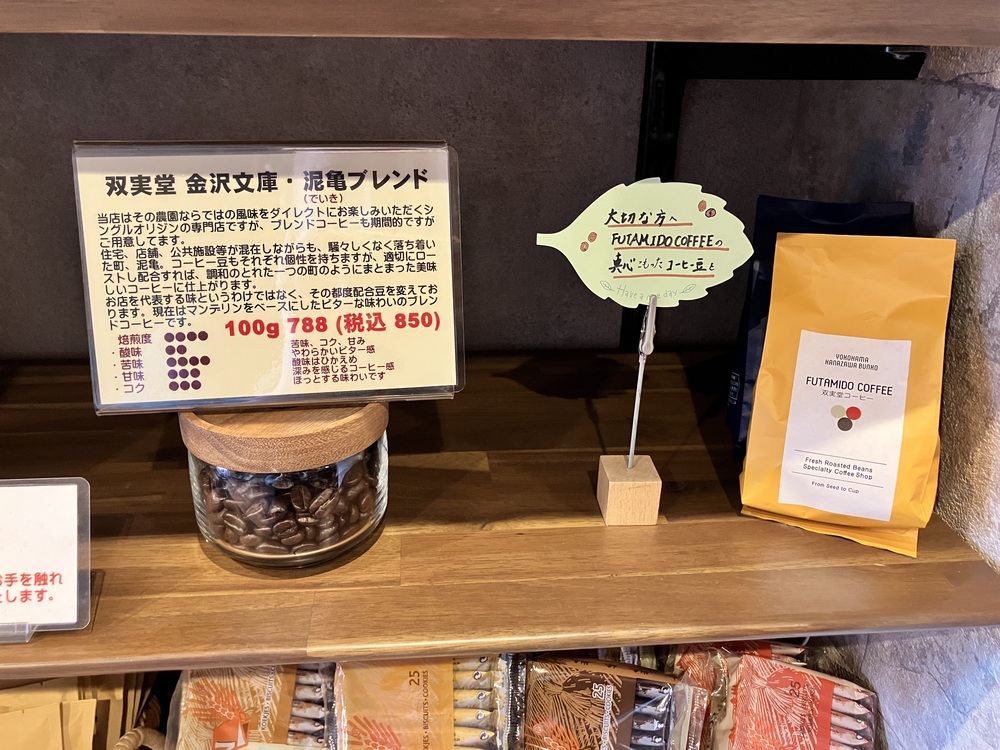 双実堂 金沢文庫・泥亀ブレンド
(でいき)
当店はその農園ならではの風味をダイレクトにお楽しみいただくシ
ングルオリジンの専門店ですが、ブレンドコーヒーも期間的ですが
ご用意してます。
住宅、店舗、公共施設等が混在しながらも、騒々しくなく落ち着い
た町、泥亀。コーヒー豆もそれぞれ個性を持ちますが、適切にロー
ストし配合すれば、調和のとれた一つの町のようにまとまった美味
しいコーヒーに仕上がります。
お店を代表する味というわけではなく、その都度配合豆を変えてお
ります。現在はマンデリンをベースにしたビターな味わいのブレン
ドコーヒーです。
100g 788 (税込 850)
焙煎度
・酸味
・苦味
・甘味
・コク
苦味、コク、甘み
やわらかいビター感
酸味はひかえめ
深みを感じるコーヒー感
ほっとする味わいです
大切な方へ
FUTAMIDO COFFEEの
真心こもったコーヒー豆を
Have a nice day
YOKOHAMA
KANAZAWA BUNKO
FUTAMIDO COFFEE
双実堂コーヒー
Fresh Roasted Beans
Specialty Coffee Shop
From Seed to Cup
お手を触れ
たします。
25
BISCUITS・COOKIES
25
25